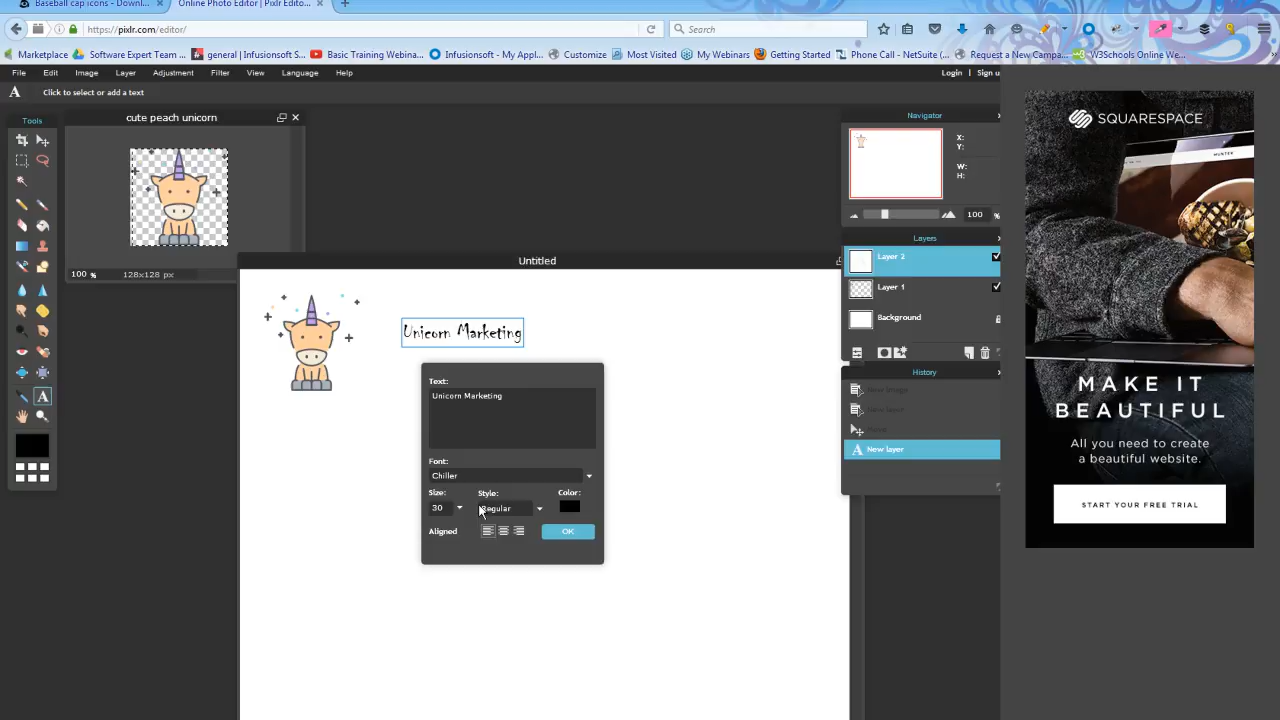 Baseball cap icons - Downl...
Online Photo Editor | Pixlr Edito...
https://pixlr.com/editor/
Search
Marketplace
Software Expert Team ...
general | Infusionsoft ...
Basic Training Webina...
Infusionsoft - My Appl...
Customize
Most Visited
My Webinars
Getting Started
Phone Call - NetSuite (...
Request a New Campa...
W3Schools Online We...
File Edit Image Layer Adjustment Filter View Language Help
Login Sign u
A Click to select or add a text
Tools
cute peach unicorn
100 % 128x128 px
Untitled
Unicorn Marketing
Text:
Unicorn Marketing
Font:
Chiller
Size: Style: Color:
30 Regular
Aligned OK
Navigator
X:
Y:
W:
H:
100 %
Layers
Layer 2
Layer 1
Background
History
New image
New layer
Move
A New layer
SQUARESPACE
MAKE IT
BEAUTIFUL
All you need to create
a beautiful website.
START YOUR FREE TRIAL